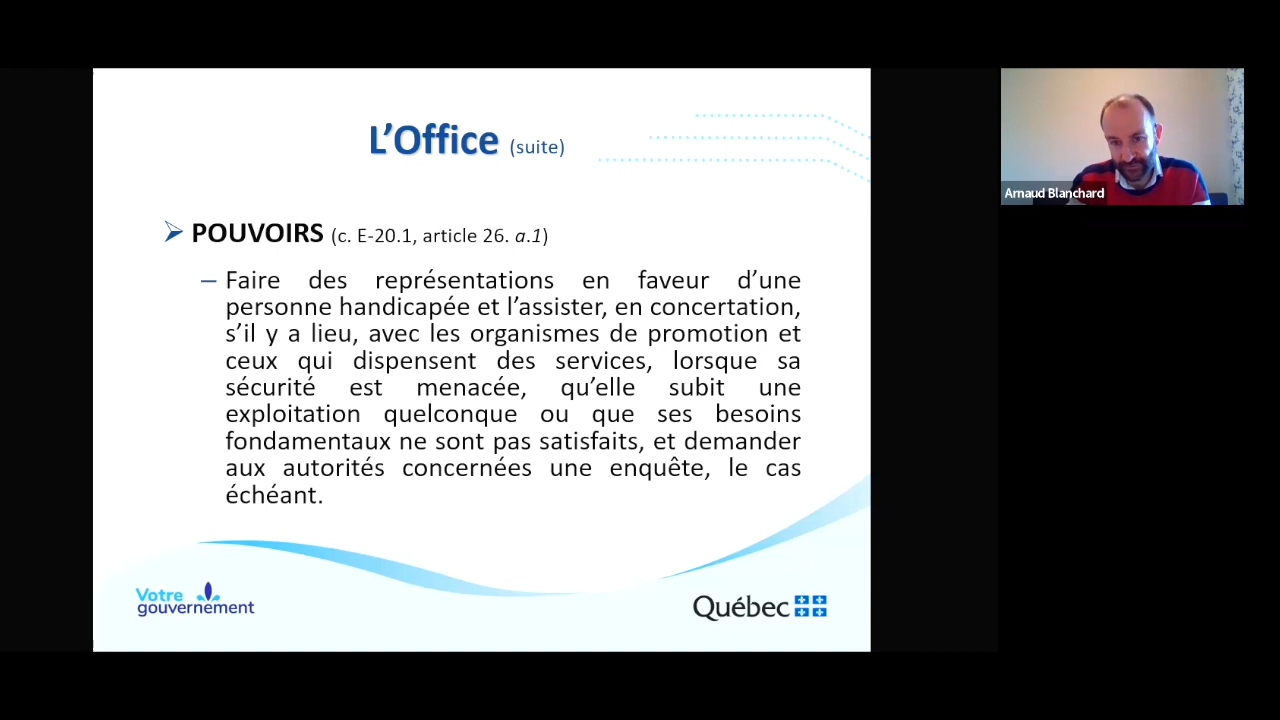 L’Office (suite)
POUVOIRS (c. E-20.1, article 26. a.1)
– Faire des représentations en faveur d’une
personne handicapée et l’assister, en concertation,
s’il y a lieu, avec les organismes de promotion et
ceux qui dispensent des services, lorsque sa
sécurité est menacée, qu’elle subit une
exploitation quelconque ou que ses besoins
fondamentaux ne sont pas satisfaits, et demander
aux autorités concernées une enquête, le cas
échéant.
Votre
gouvernement
Québec
Arnaud Blanchard